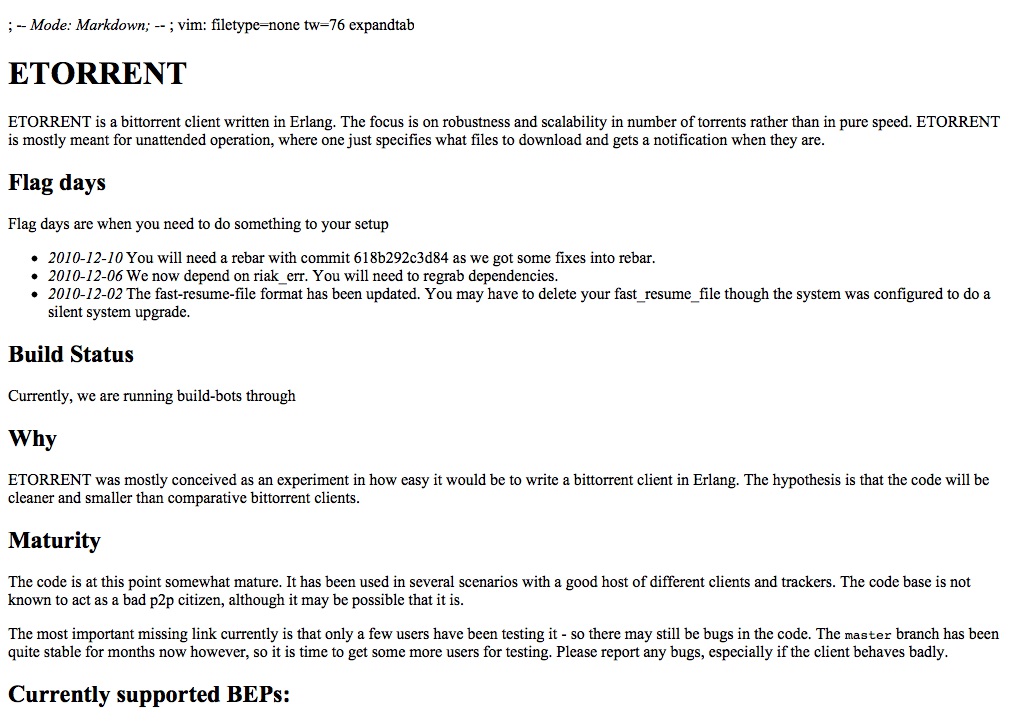 ; -- Mode: Markdown; -- ; vim: filetype=none tw=76 expandtab
ETORRENT
ETORRENT is a bittorrent client written in Erlang. The focus is on robustness and scalability in number of torrents rather than in pure speed. ETORRENT
is mostly meant for unattended operation, where one just specifies what files to download and gets a notification when they are.
Flag days
Flag days are when you need to do something to your setup
• 2010-12-10 You will need a rebar with commit 618b292c3d84 as we got some fixes into rebar.
• 2010-12-06 We now depend on riak_err. You will need to regrab dependencies.
• 2010-12-02 The fast-resume-file format has been updated. You may have to delete your fast_resume_file though the system was configured to do a
silent system upgrade.
Build Status
Currently, we are running build-bots through
Why
ETORRENT was mostly conceived as an experiment in how easy it would be to write a bittorrent client in Erlang. The hypothesis is that the code will be
cleaner and smaller than comparative bittorrent clients.
Maturity
The code is at this point somewhat mature. It has been used in several scenarios with a good host of different clients and trackers. The code base is not
known to act as a bad p2p citizen, although it may be possible that it is.
The most important missing link currently is that only a few users have been testing it - so there may still be bugs in the code. The master branch has been
quite stable for months now however, so it is time to get some more users for testing. Please report any bugs, especially if the client behaves badly.
Currently supported BEPs: